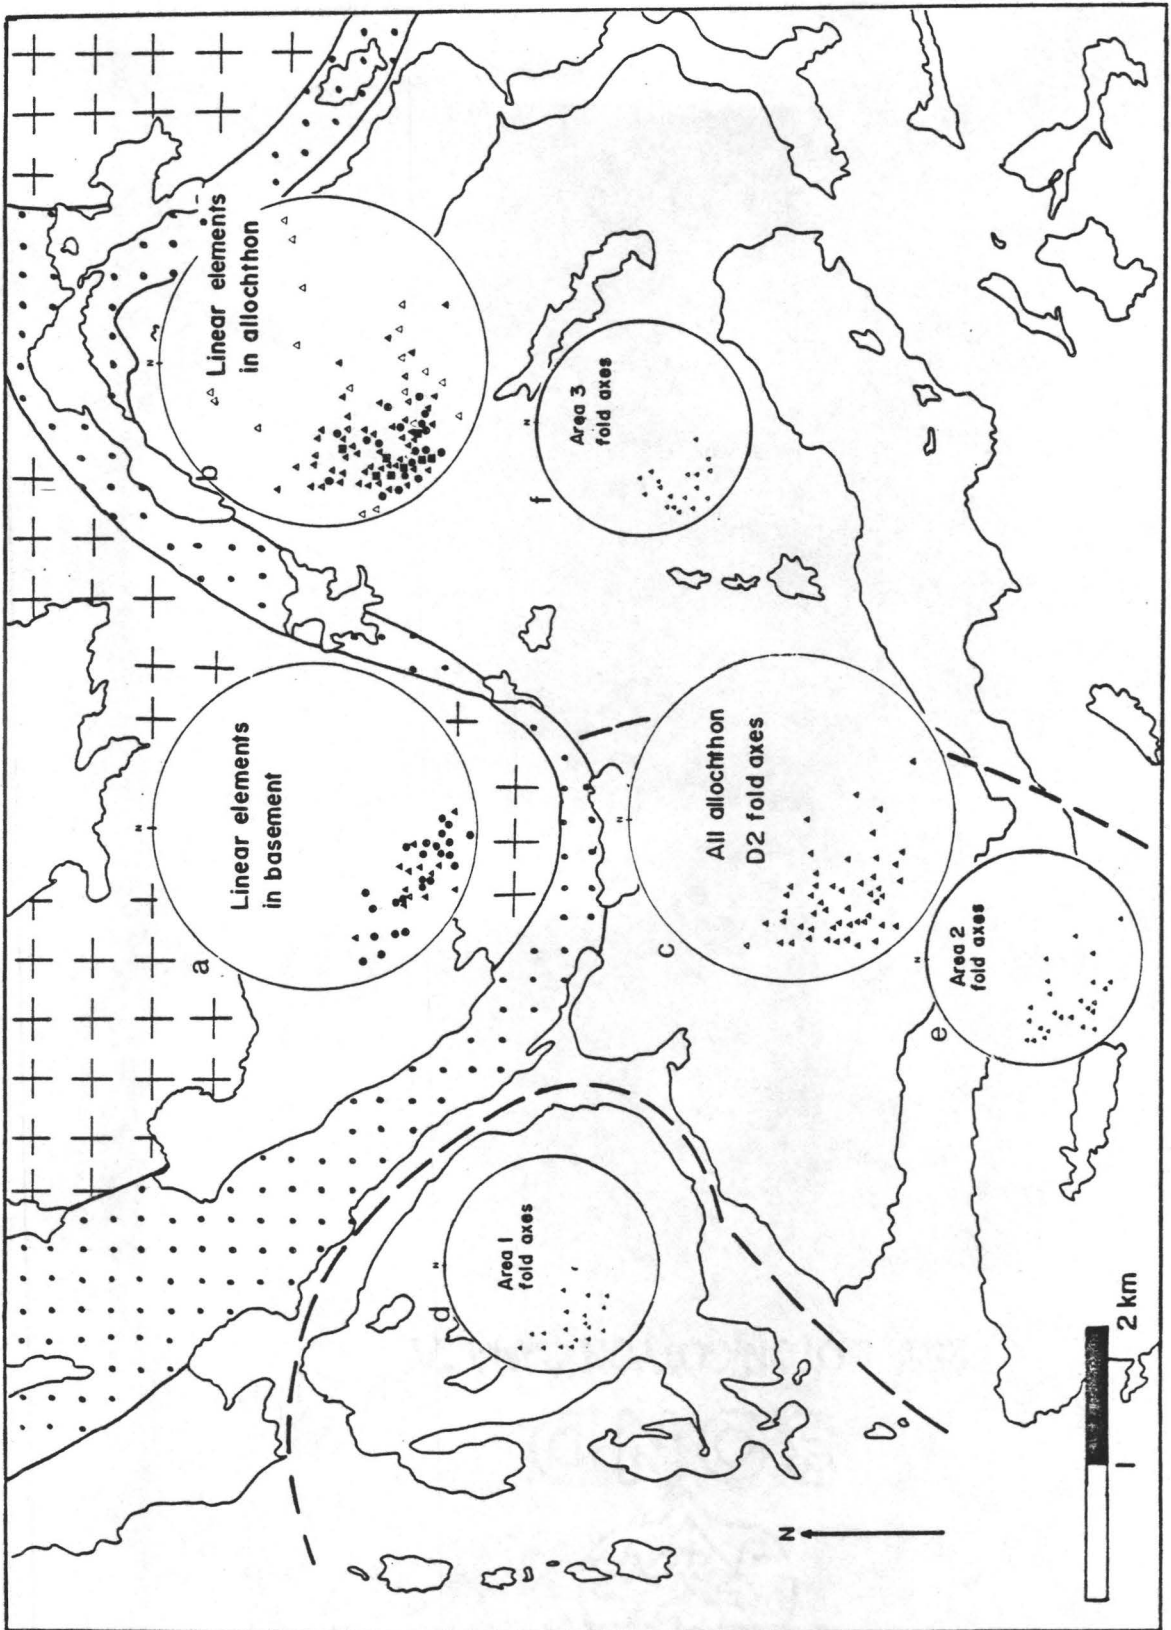 a
Linear elements
in basement
N
b
Linear elements
in allochthon
N
c
All allochthon
D2 fold axes
N
d
Area 1
fold axes
N
e
Area 2
fold axes
N
f
Area 3
fold axes
N
N
1
2 km